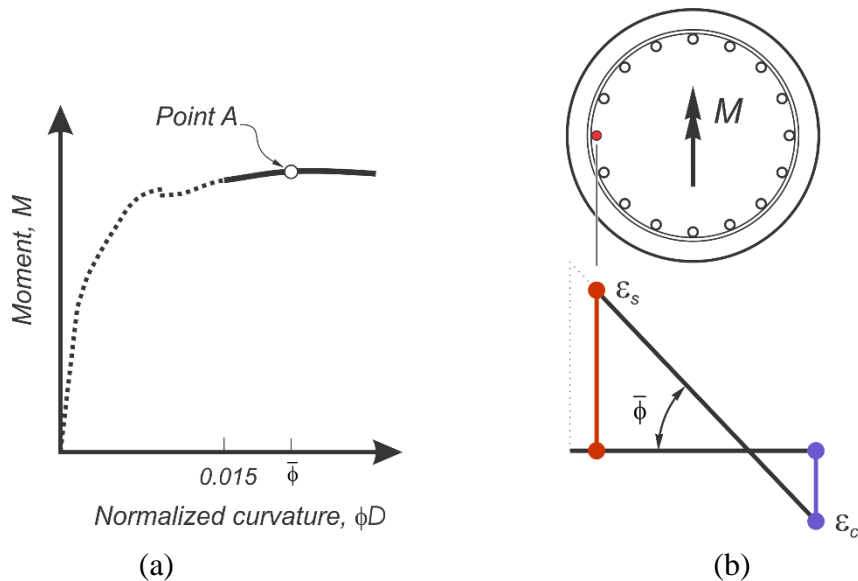 Moment, M
Point A
0.015
ϕ̅
Normalized curvature, ϕD
(a)
M
εs
ϕ̅
εc
(b)